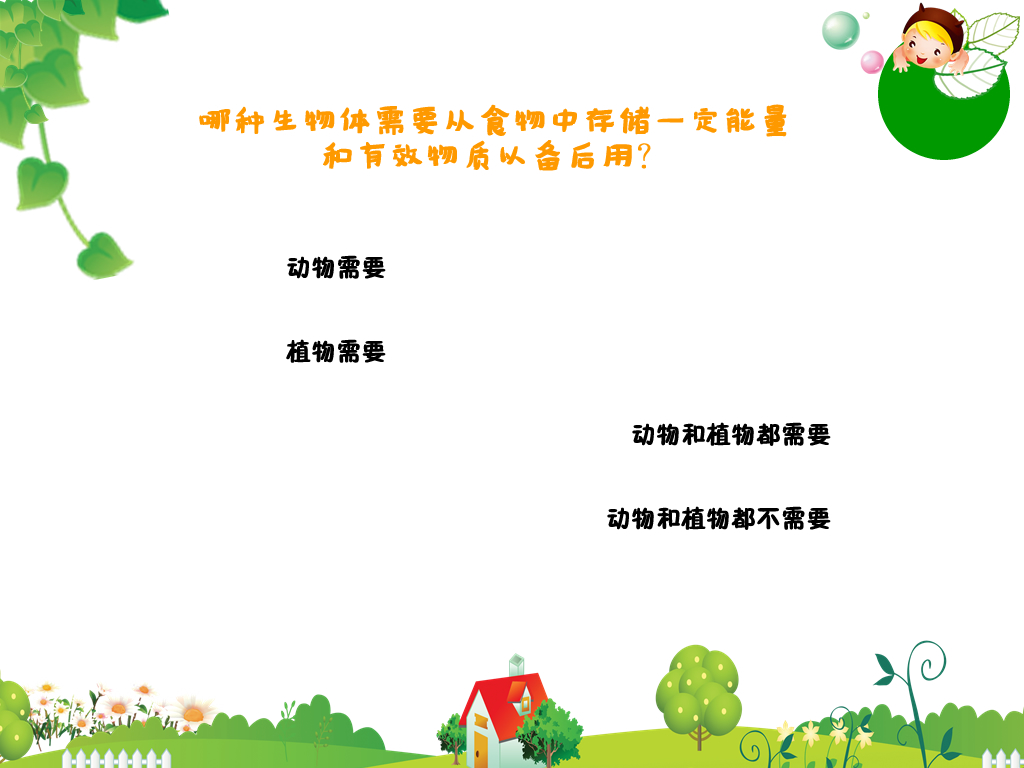 哪种生物体需要从食物中存储一定能量
和有效物质以备后用？
动物需要
植物需要
动物和植物都需要
动物和植物都不需要